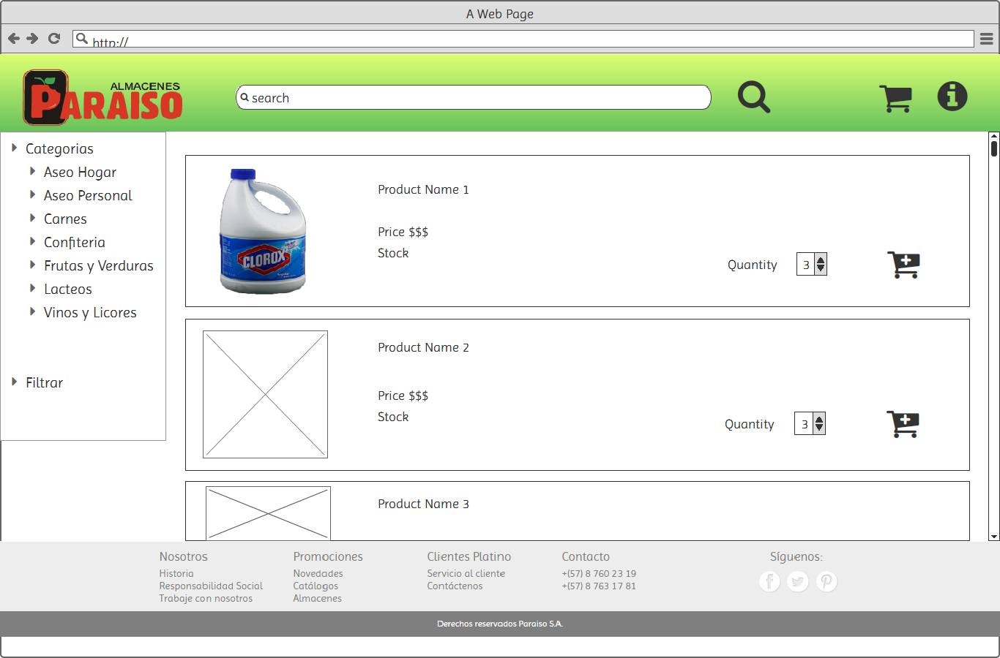 A Web Page
http://
ALMACENES
PARAISO
search
Categorias
Aseo Hogar
Aseo Personal
Carnes
Confiteria
Frutas y Verduras
Lacteos
Vinos y Licores
Filtrar
CLOROX
Product Name 1
Price $$$
Stock
Quantity 3
Product Name 2
Price $$$
Stock
Quantity 3
Product Name 3
Nosotros
Historia
Responsabilidad Social
Trabaje con nosotros
Promociones
Novedades
Catálogos
Almacenes
Clientes Platino
Servicio al cliente
Contáctenos
Contacto
+(57) 8 760 23 19
+(57) 8 763 17 81
Síguenos:
Derechos reservados Paraiso S.A.